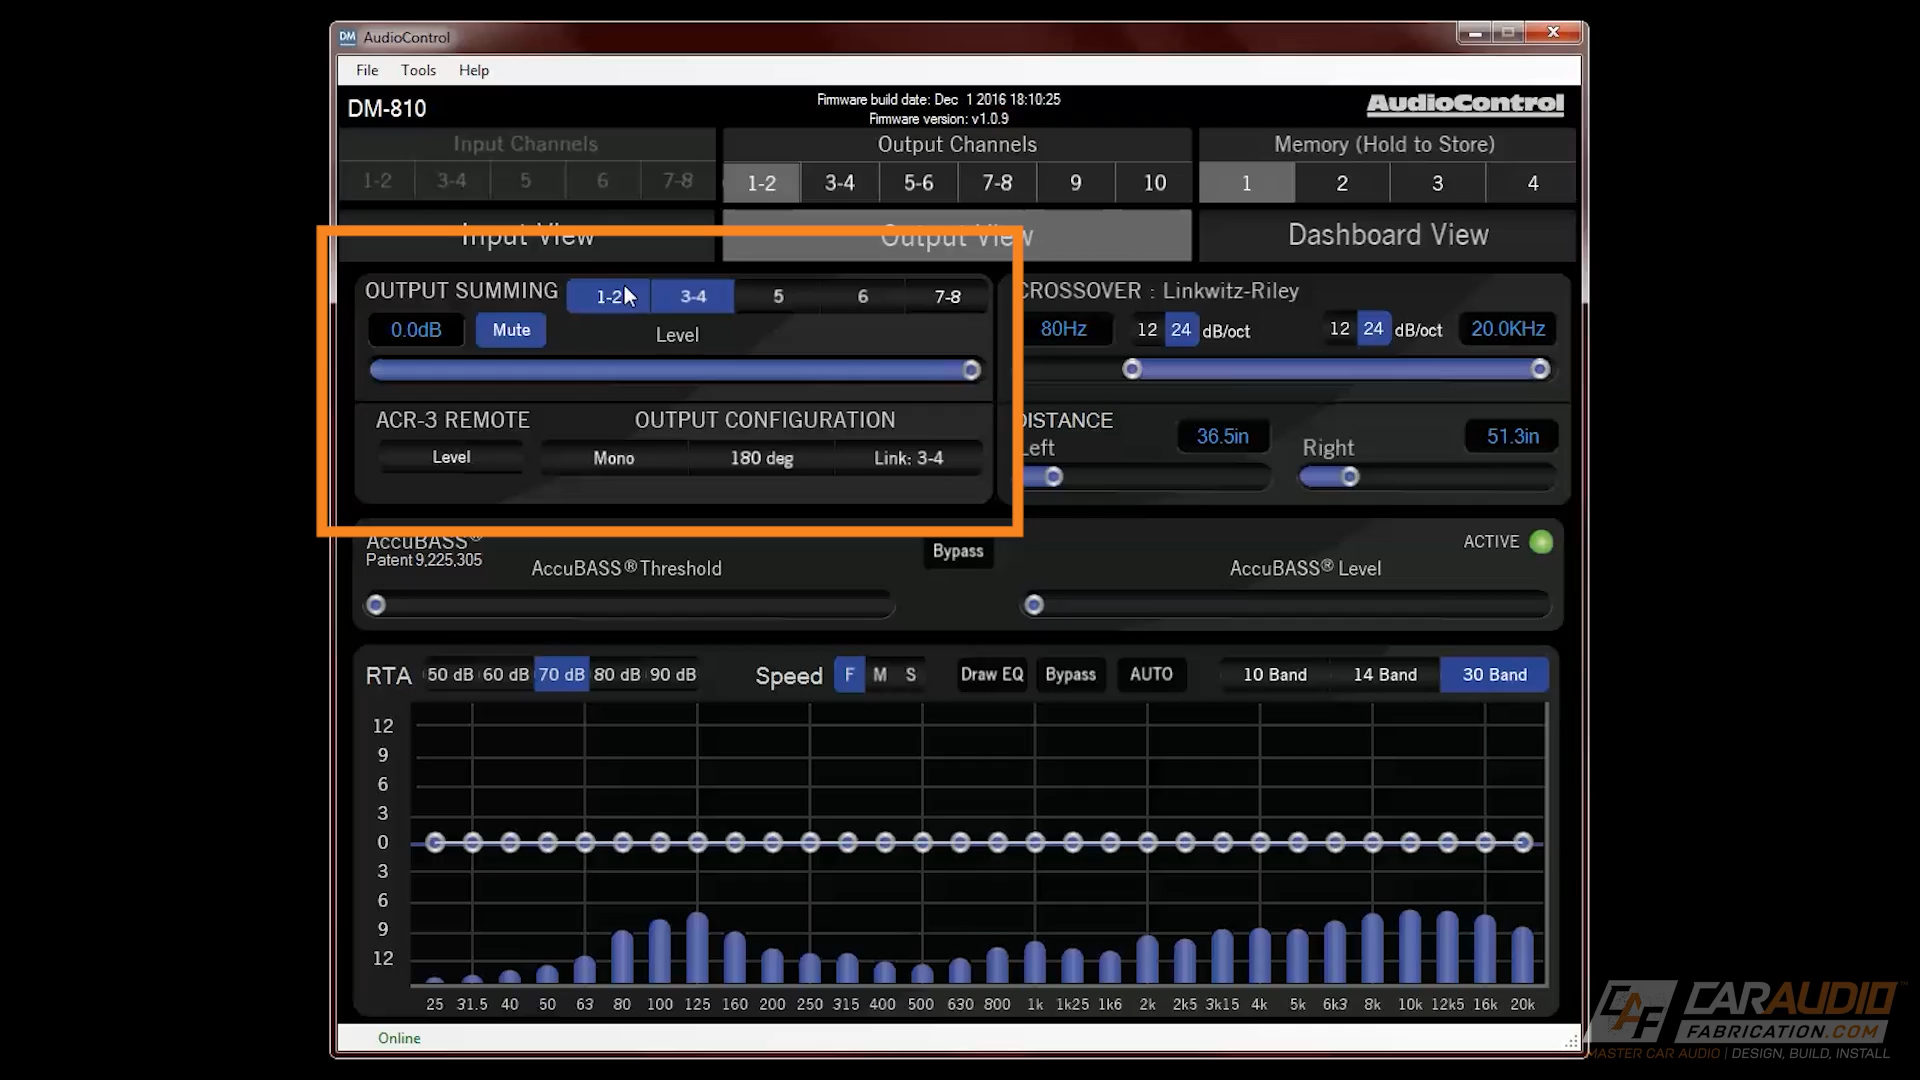 DM AudioControl
File Tools Help
DM-810
Firmware build date: Dec 1 2016 18:10:25
Firmware version: v1.0.9
AudioControl
Input Channels
1-2 3-4 5 6 7-8
Output Channels
1-2 3-4 5-6 7-8 9 10
Memory (Hold to Store)
1 2 3 4
Input View Output View Dashboard View
OUTPUT SUMMING 1-2 3-4 5 6 7-8
0.0dB Mute Level
ACR-3 REMOTE OUTPUT CONFIGURATION
Level Mono 180 deg Link: 3-4
CROSSOVER : Linkwitz-Riley
80Hz 12 24 dB/oct 12 24 dB/oct 20.0KHz
DISTANCE
Left 36.5in Right 51.3in
AccuBASS®
Patent 9,225,305
AccuBASS® Threshold
Bypass
AccuBASS® Level
ACTIVE
RTA 50 dB 60 dB 70 dB 80 dB 90 dB Speed F M S Draw EQ Bypass AUTO 10 Band 14 Band 30 Band
12
9
6
3
0
3
6
9
12
25 31.5 40 50 63 80 100 125 160 200 250 315 400 500 630 800 1k 1k25 1k6 2k 2k5 3k15 4k 5k 6k3 8k 10k 12k5 16k 20k
Online
CAF
CARAUDIO™
FABRICATION.COM
MASTER CAR AUDIO | DESIGN, BUILD, INSTALL